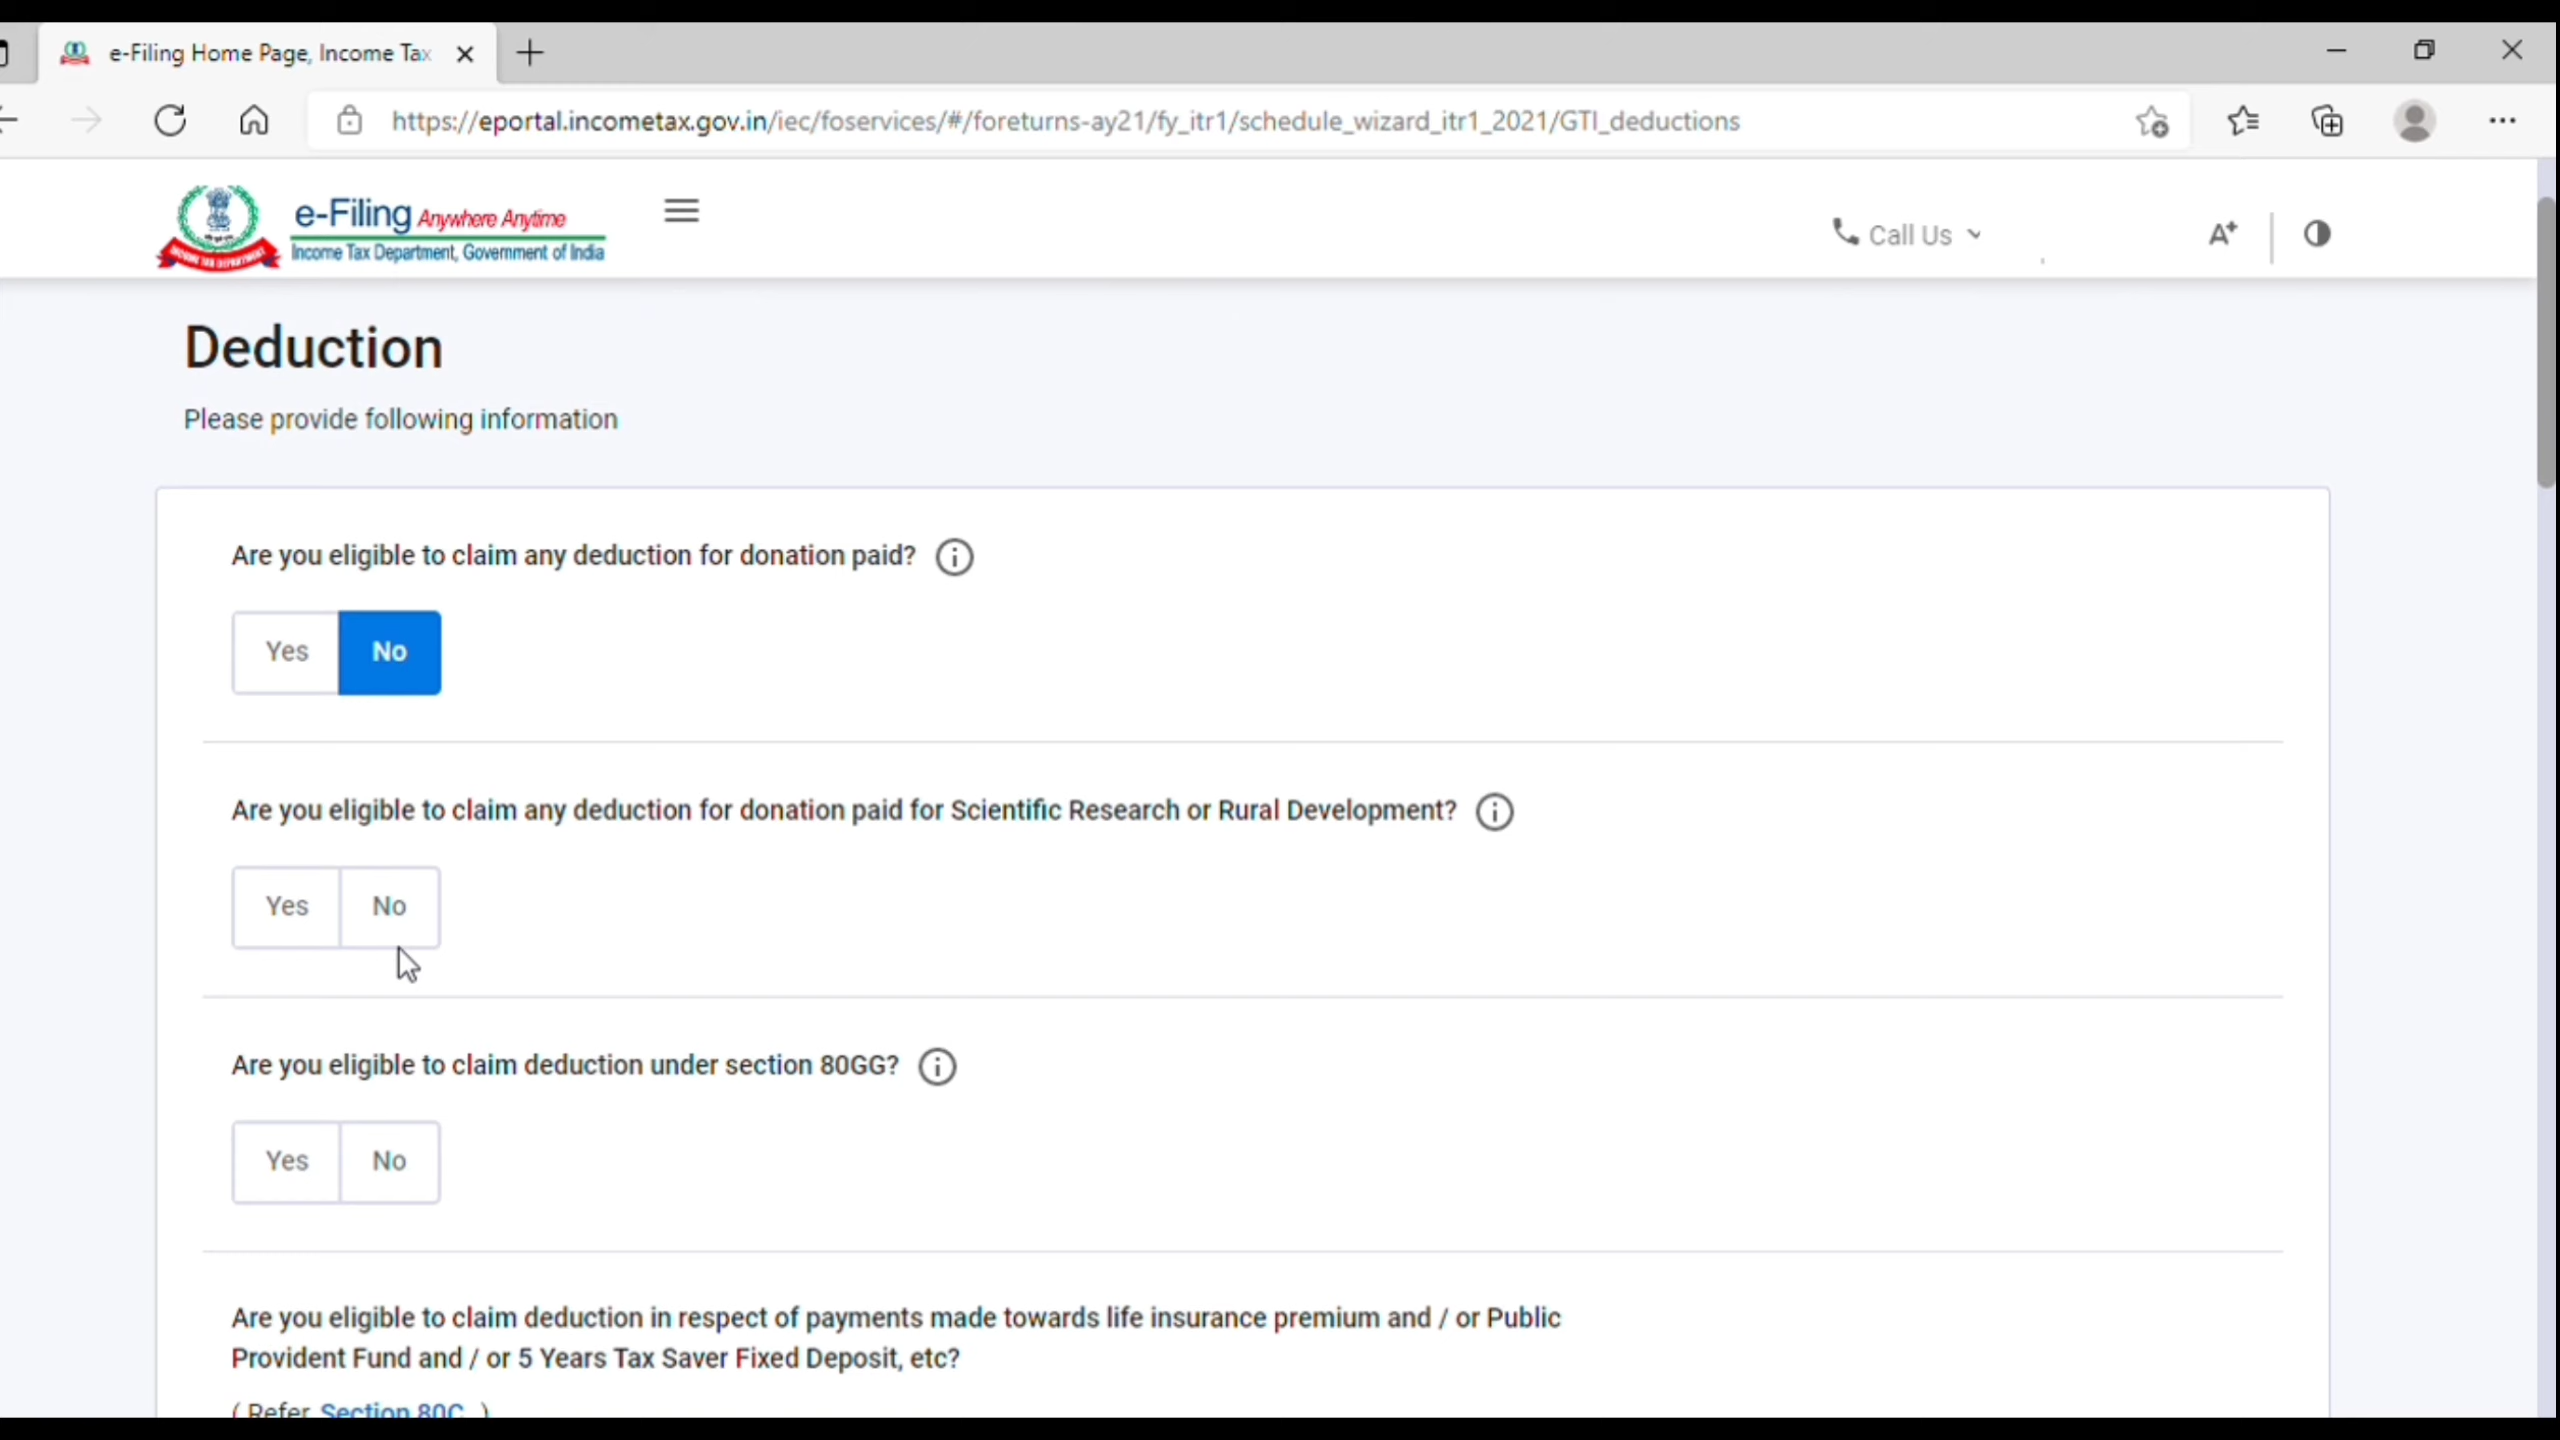 e-Filing Home Page, Income Tax
https://eportal.incometax.gov.in/iec/foservices/#/foreturns-ay21/fy_itr1/schedule_wizard_itr1_2021/GTI_deductions
e-Filing Anywhere Anytime
Income Tax Department, Government of India
Call Us
A+
Deduction
Please provide following information
Are you eligible to claim any deduction for donation paid?
Yes No
Are you eligible to claim any deduction for donation paid for Scientific Research or Rural Development?
Yes No
Are you eligible to claim deduction under section 80GG?
Yes No
Are you eligible to claim deduction in respect of payments made towards life insurance premium and / or Public
Provident Fund and / or 5 Years Tax Saver Fixed Deposit, etc?
( Refer Section 80C )